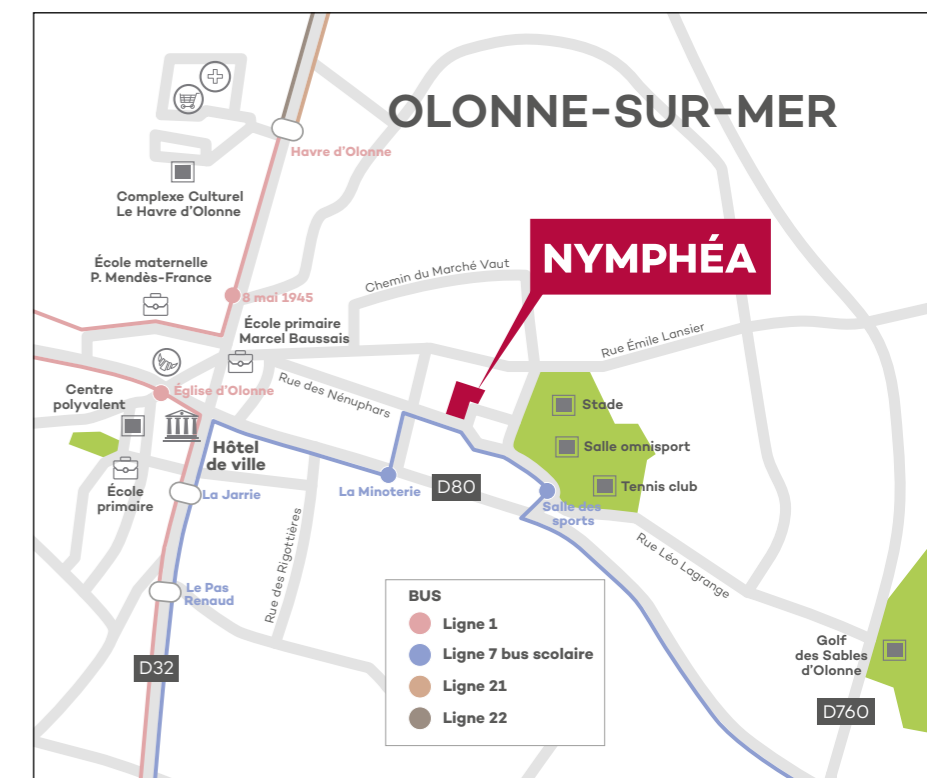 OLONNE-SUR-MER
Havre d'Olonne
Complexe Culturel
Le Havre d'Olonne
NYMPHÉA
École maternelle
P. Mendès-France
Chemin du Marché Vaut
8 mai 1945
École primaire
Marcel Baussais
Rue Émile Lansier
Rue des Nénuphars
Centre
polyvalent
Église d'Olonne
Stade
Hôtel
de ville
Salle omnisport
École
primaire
La Jarrie
La Minoterie
D80
Tennis club
Salle des
sports
Rue des Rigottières
Rue Léo Lagrange
Le Pas
Renaud
BUS
Ligne 1
Ligne 7 bus scolaire
Ligne 21
Ligne 22
D32
Golf
des Sables
d'Olonne
D760